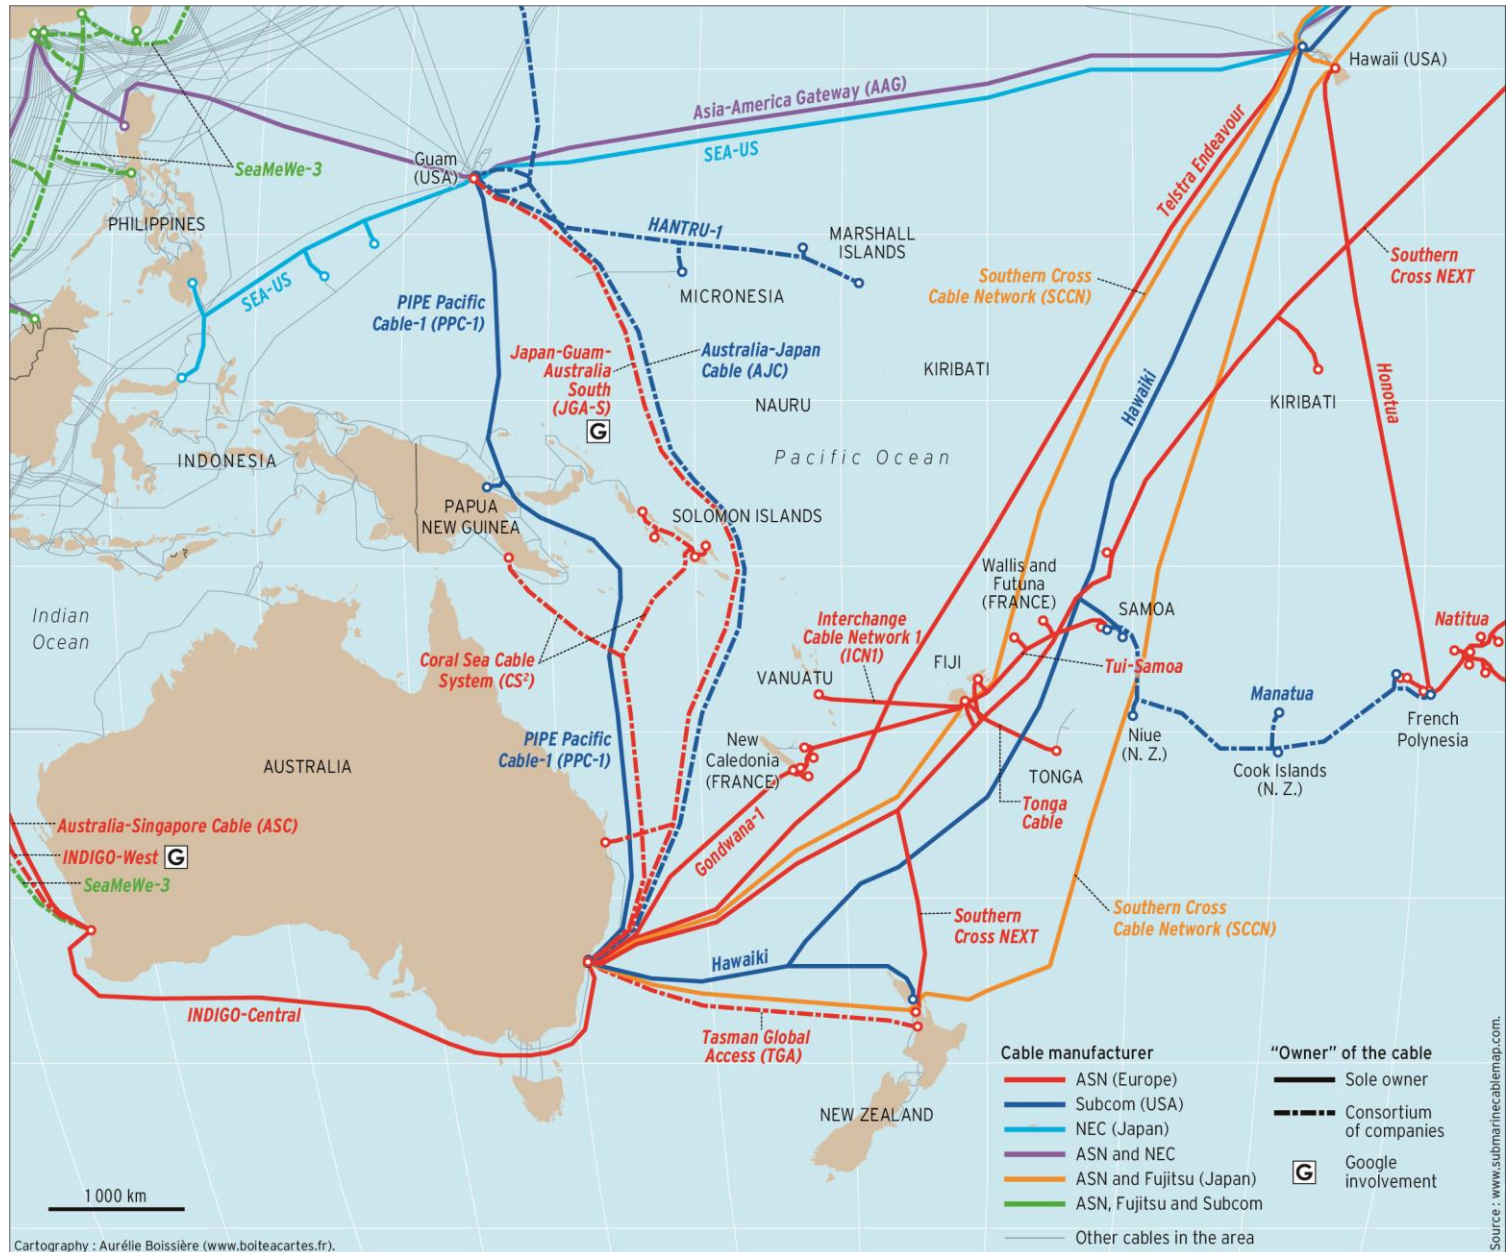 Hawaii (USA)
Asia-America Gateway (AAG)
SEA-US
Guam
(USA)
SeaMeWe-3
Telstra Endeavour
PHILIPPINES
HANTRU-1
MARSHALL
ISLANDS
Southern
Cross NEXT
SEA-US
Southern Cross
Cable Network (SCCN)
PIPE Pacific
Cable-1 (PPC-1)
MICRONESIA
Japan-Guam-
Australia
South
(JGA-S)
G
Australia-Japan
Cable (AJC)
KIRIBATI
Hawaiki
Honotua
NAURU
KIRIBATI
INDONESIA
Pacific Ocean
PAPUA
NEW GUINEA
SOLOMON ISLANDS
Wallis and
Futuna
(FRANCE)
SAMOA
Indian
Ocean
Interchange
Cable Network 1
(ICN1)
Natitua
Coral Sea Cable
System (CS²)
FIJI
Tui-Samoa
VANUATU
Manatua
PIPE Pacific
Cable-1 (PPC-1)
New
Caledonia
(FRANCE)
Niue
(N. Z.)
French
Polynesia
AUSTRALIA
TONGA
Cook Islands
(N. Z.)
Tonga
Cable
Australia-Singapore Cable (ASC)
INDIGO-West G
SeaMeWe-3
Gondwana-1
Southern
Cross NEXT
Southern Cross
Cable Network (SCCN)
Hawaiki
INDIGO-Central
Tasman Global
Access (TGA)
NEW ZEALAND
Cable manufacturer
ASN (Europe)
Subcom (USA)
NEC (Japan)
ASN and NEC
ASN and Fujitsu (Japan)
ASN, Fujitsu and Subcom
Other cables in the area
“Owner” of the cable
Sole owner
Consortium
of companies
G
Google
involvement
1 000 km
Cartography : Aurélie Boissière (www.boiteacartes.fr).
Source : www.submarinecablemap.com.